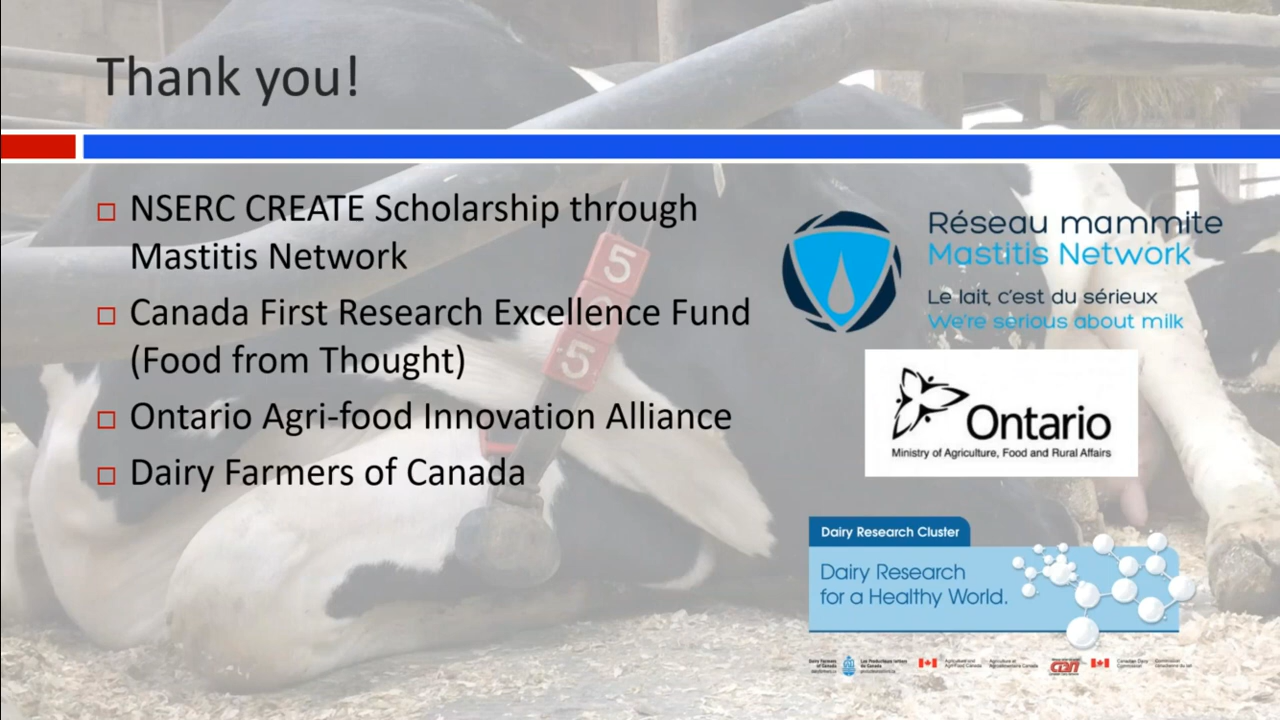 Thank you!
NSERC CREATE Scholarship through
Mastitis Network
Canada First Research Excellence Fund
(Food from Thought)
Ontario Agri-food Innovation Alliance
Dairy Farmers of Canada
5
5
Réseau mammite
Mastitis Network
Le lait, c'est du sérieux
We're serious about milk
Ontario
Ministry of Agriculture, Food and Rural Affairs
Dairy Research Cluster
Dairy Research
for a Healthy World.